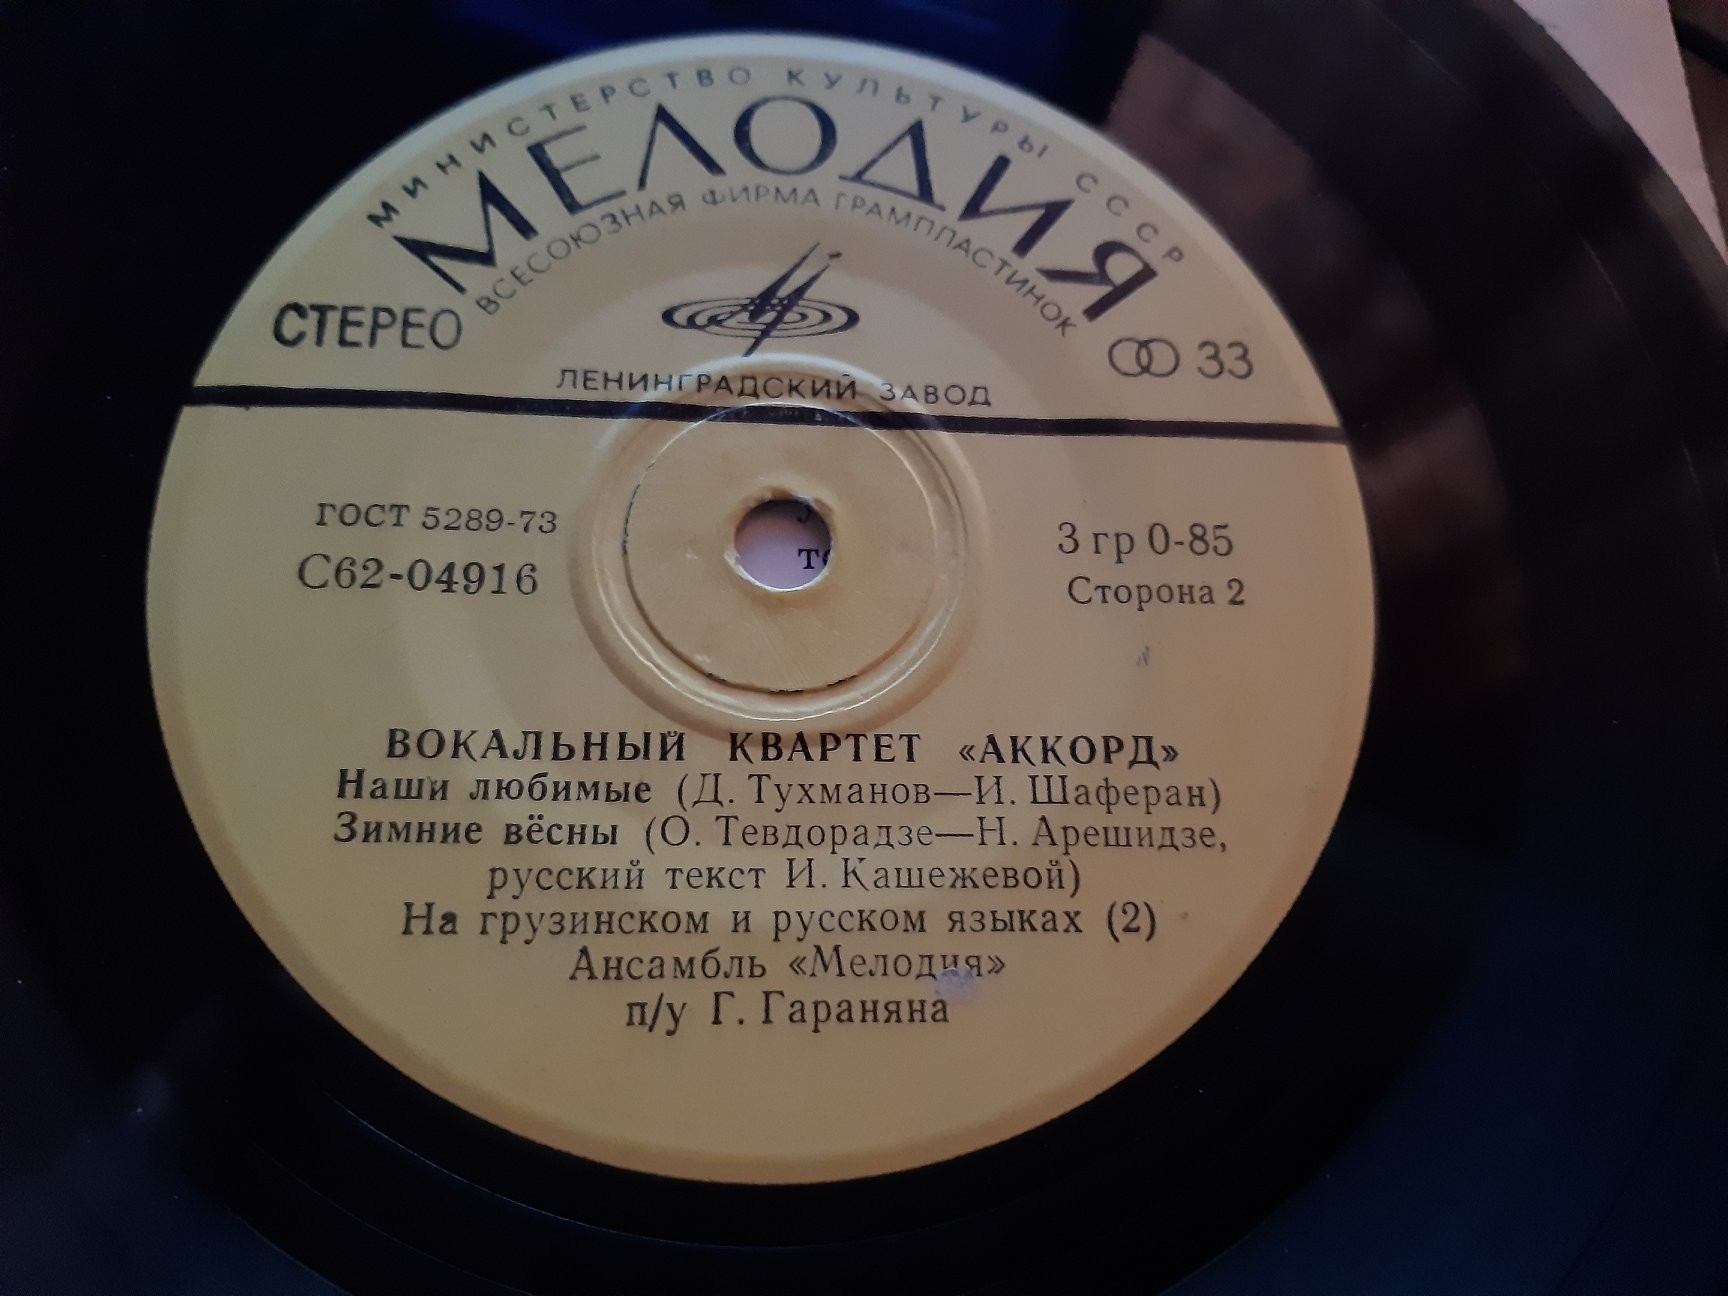 МИНИСТЕРСТВО КУЛЬТУРЫ СССР
МЕЛОДИЯ
ВСЕСОЮЗНАЯ ФИРМА ГРАМПЛАСТИНОК
СТЕРЕО
33
ЛЕНИНГРАДСКИЙ ЗАВОД
ГОСТ 5289-73
С62-04916
3 гр 0-85
Сторона 2
ВОКАЛЬНЫЙ КВАРТЕТ «АККОРД»
Наши любимые (Д. Тухманов—И. Шаферан)
Зимние вёсны (О. Тевдорадзе—Н. Арешидзе,
русский текст И. Кашежевой)
На грузинском и русском языках (2)
Ансамбль «Мелодия»
п/у Г. Гараняна